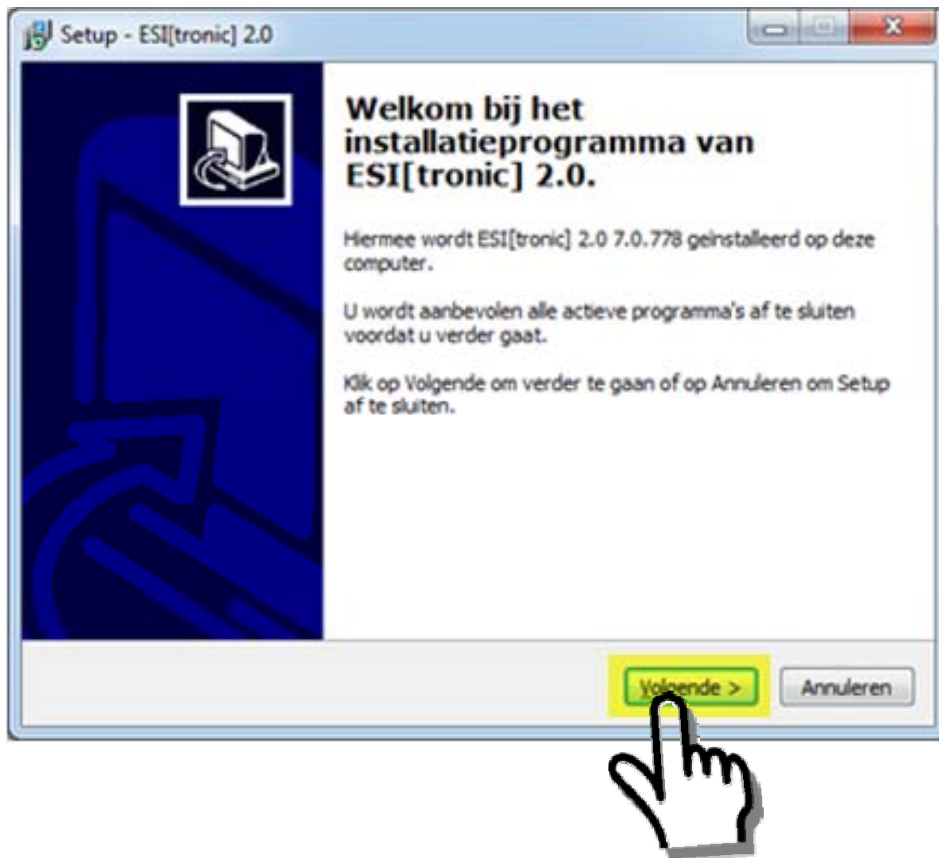 Setup - ESI[tronic] 2.0
Welkom bij het
installatieprogramma van
ESI[tronic] 2.0.
Hiermee wordt ESI[tronic] 2.0 7.0.778 geïnstalleerd op deze
computer.
U wordt aanbevolen alle actieve programma's af te sluiten
voordat u verder gaat.
Klik op Volgende om verder te gaan of op Annuleren om Setup
af te sluiten.
Volgende >
Annuleren